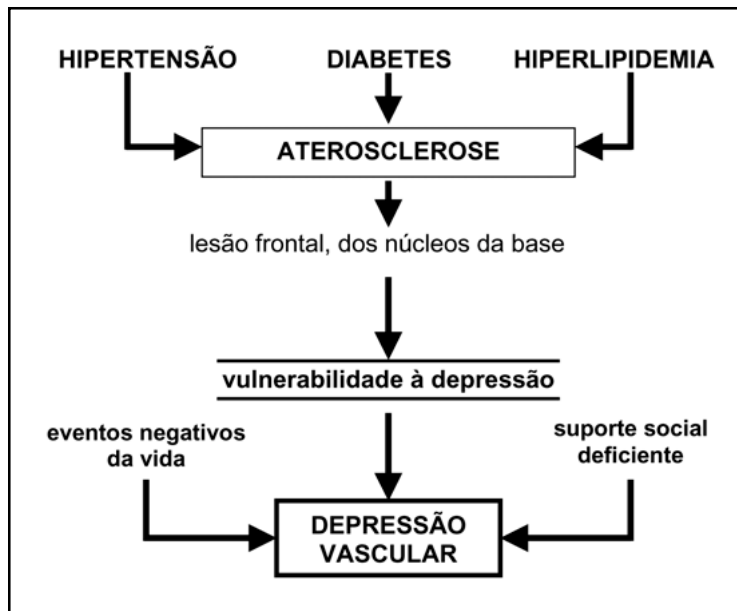 HIPERTENSÃO DIABETES HIPERLIPIDEMIA
ATEROSCLEROSE
lesão frontal, dos núcleos da base
vulnerabilidade à depressão
eventos negativos
da vida
suporte social
deficiente
DEPRESSÃO
VASCULAR